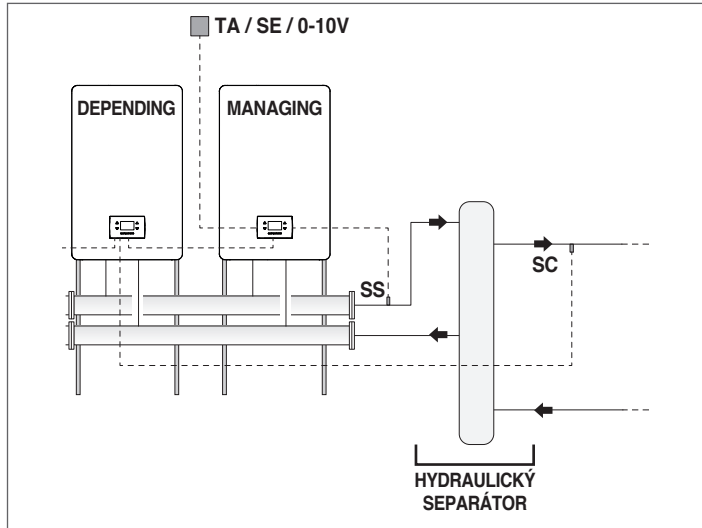 TA / SE / 0-10V
DEPENDING
MANAGING
SS
SC
HYDRAULICKÝ
SEPARÁTOR